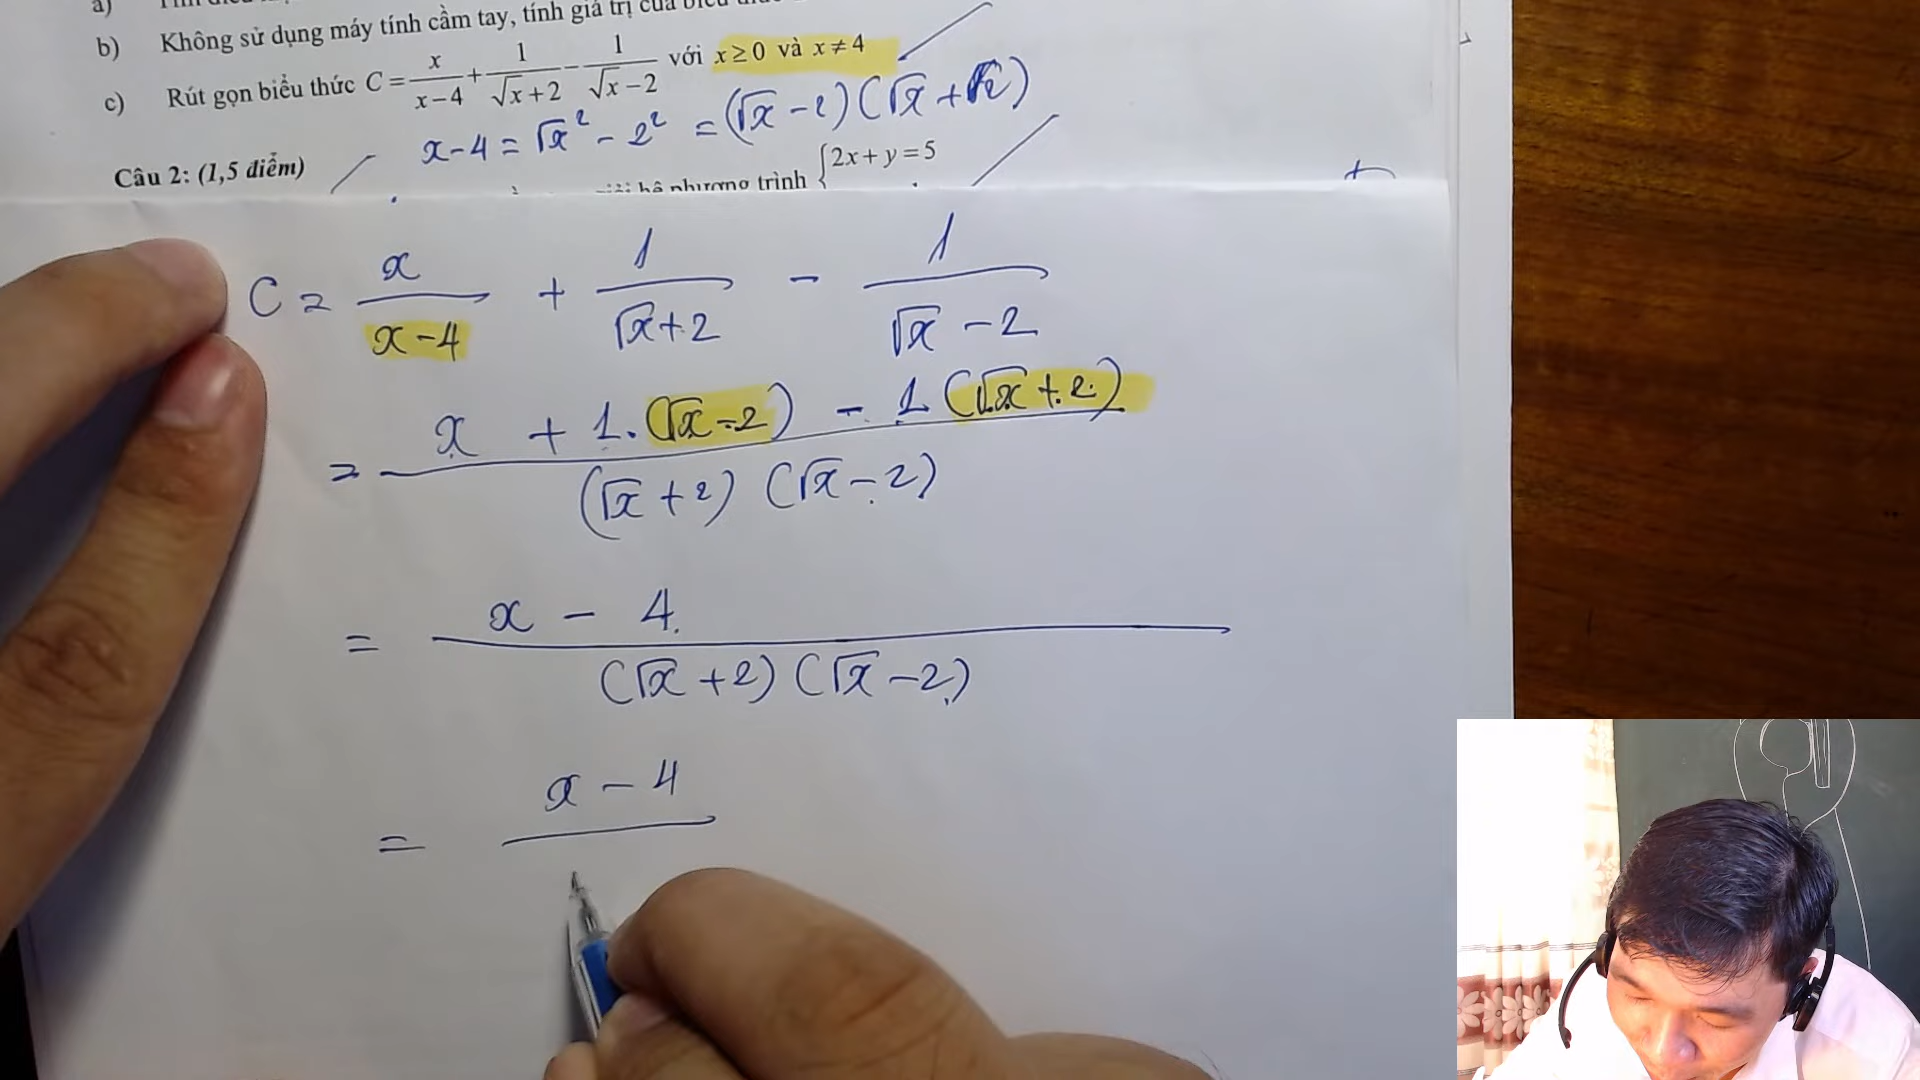 a)
b) Không sử dụng máy tính cầm tay, tính giá trị của biểu
c) Rút gọn biểu thức C = x/(x−4) + 1/(√x+2) − 1/(√x−2) với x ≥ 0 và x ≠ 4
x − 4 = √x² − 2² = (√x − 2)(√x + 2)
Câu 2: (1,5 điểm)
hệ phương trình {2x + y = 5
C = x/(x−4) + 1/(√x+2) − 1/(√x −2)
= (x + 1.(√x−2) − 1.(√x+2))/((√x+2)(√x−2))
= (x − 4)/((√x+2)(√x−2))
= x − 4